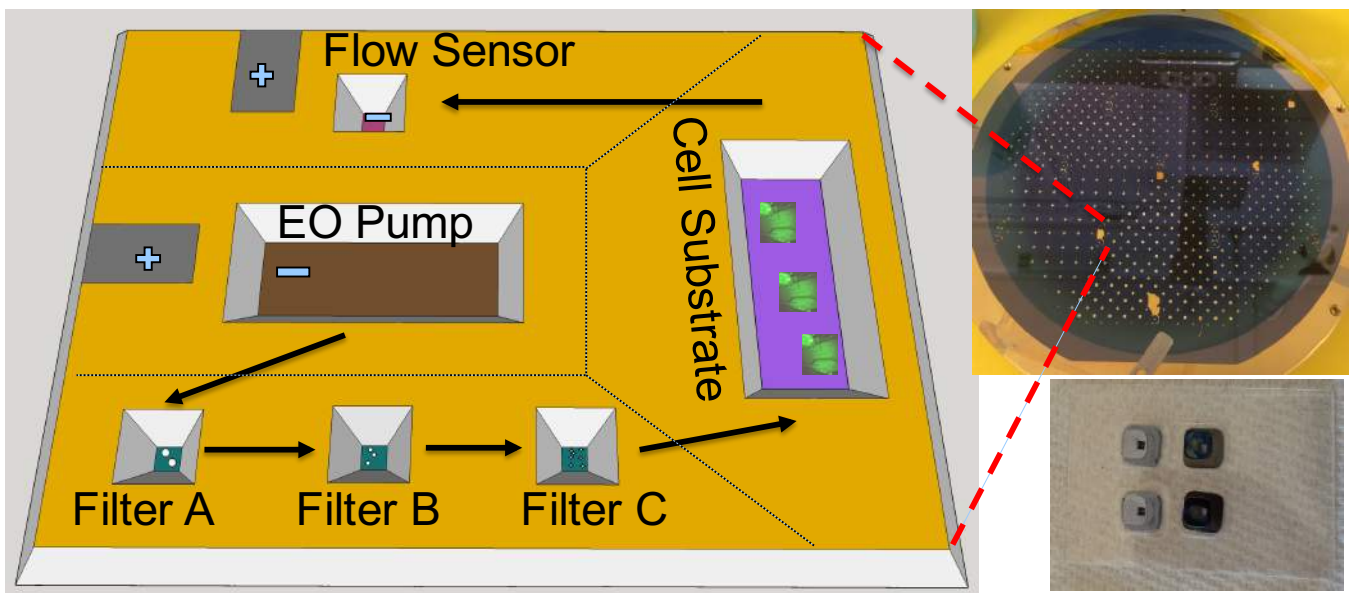 Flow Sensor
+
EO Pump
+
Cell Substrate
Filter A
Filter B
Filter C